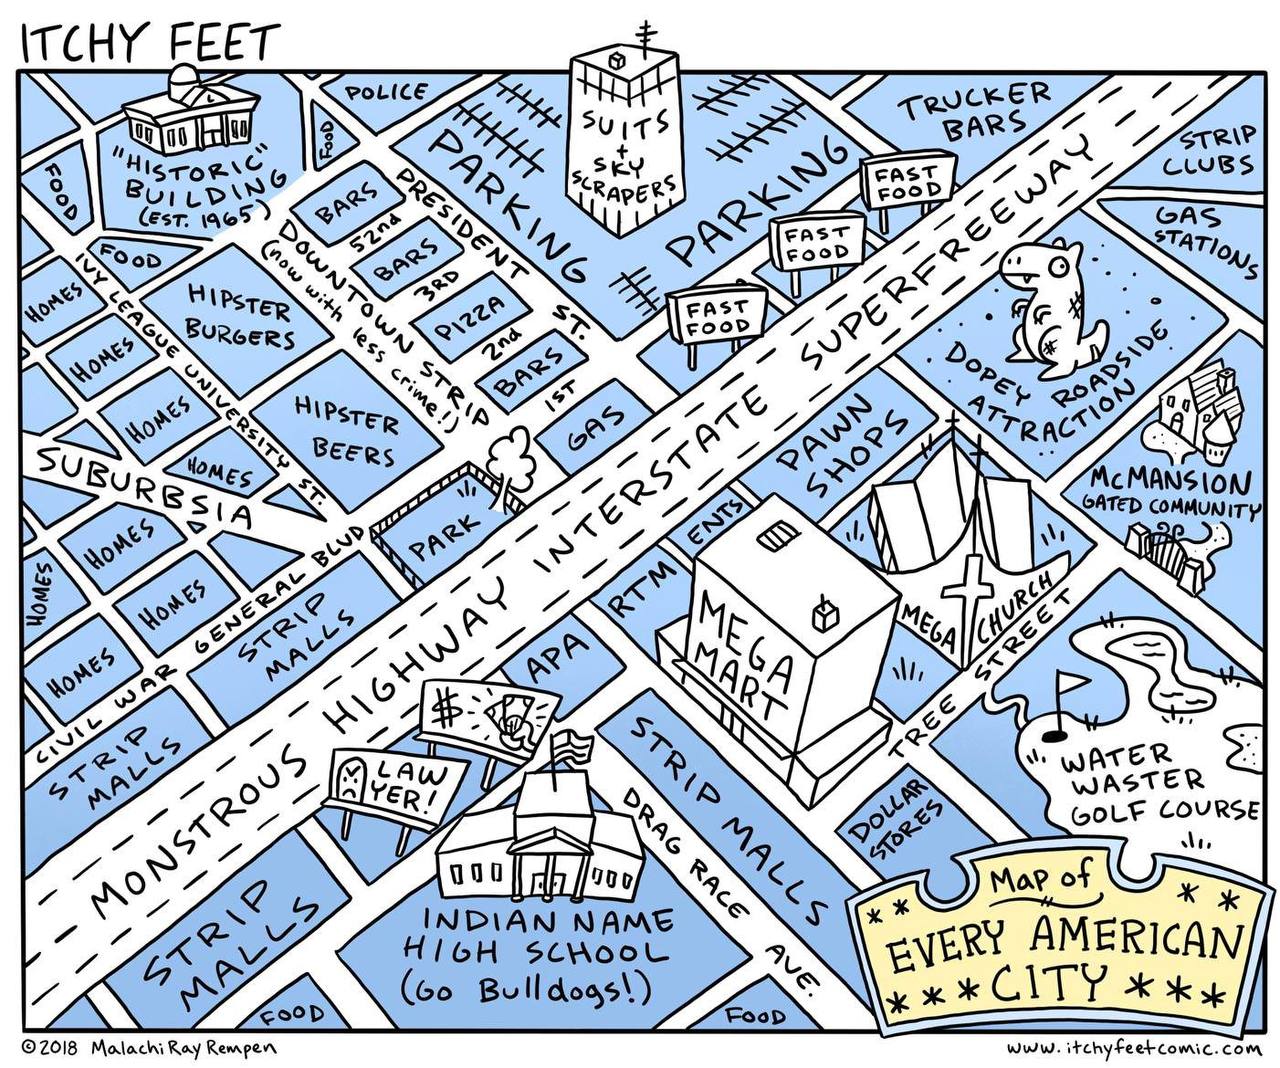 ITCHY FEET
POLICE
FOOD
"HISTORIC"
BUILDING
(EST. 1965)
FOOD
FOOD
PARKING
SUITS
+
SKY
SCRAPERS
PARKING
TRUCKER
BARS
STRIP
CLUBS
GAS
STATIONS
FAST
FOOD
FAST
FOOD
FAST
FOOD
PRESIDENT ST.
BARS
52nd
BARS
3RD
PIZZA
2nd
BARS
1ST
GAS
DOWNTOWN STRIP
(now with less crime!)
HIPSTER
BURGERS
HIPSTER
BEERS
IVY LEAGUE UNIVERSITY ST.
HOMES
HOMES
HOMES
HOMES
SUBURBSIA
HOMES
HOMES
HOMES
HOMES
CIVIL WAR GENERAL BLVD
PARK
STRIP
MALLS
STRIP
MALLS
MONSTROUS HIGHWAY INTERSTATE SUPERFREEWAY
DOPEY ROADSIDE
ATTRACTION
PAWN
SHOPS
MCMANSION
GATED COMMUNITY
APA
RTM
ENTS
MEGA
MART
MEGA CHURCH
TREE STREET
WATER
WASTER
GOLF COURSE
DOLLAR
STORES
STRIP MALLS
DRAG RACE AVE.
$
LAW
YER!
INDIAN NAME
HIGH SCHOOL
(Go Bulldogs!)
STRIP
MALLS
FOOD
FOOD
Map of
EVERY AMERICAN
CITY
©2018 Malachi Ray Rempen
www.itchyfeetcomic.com